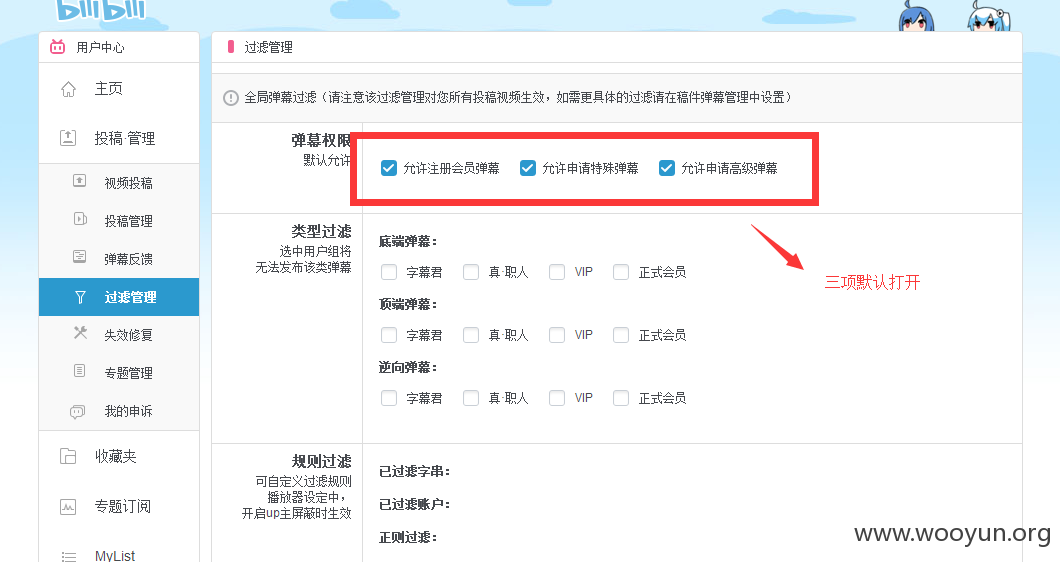 bilibili
用户中心
主页
投稿·管理
视频投稿
投稿管理
弹幕反馈
过滤管理
失效修复
专题管理
我的申诉
收藏夹
专题订阅
MyList
过滤管理
全局弹幕过滤（请注意该过滤管理对您所有投稿视频生效，如需更具体的过滤请在稿件弹幕管理中设置）
弹幕权限
默认允许
允许注册会员弹幕 允许申请特殊弹幕 允许申请高级弹幕
三项默认打开
类型过滤
选中用户组将
无法发布该类弹幕
底端弹幕：
字幕君 真·职人 VIP 正式会员
顶端弹幕：
字幕君 真·职人 VIP 正式会员
逆向弹幕：
字幕君 真·职人 VIP 正式会员
规则过滤
可自定义过滤规则
播放器设定中，
开启up主屏蔽时生效
已过滤字串：
已过滤账户：
正则过滤：
www.wooyun.org